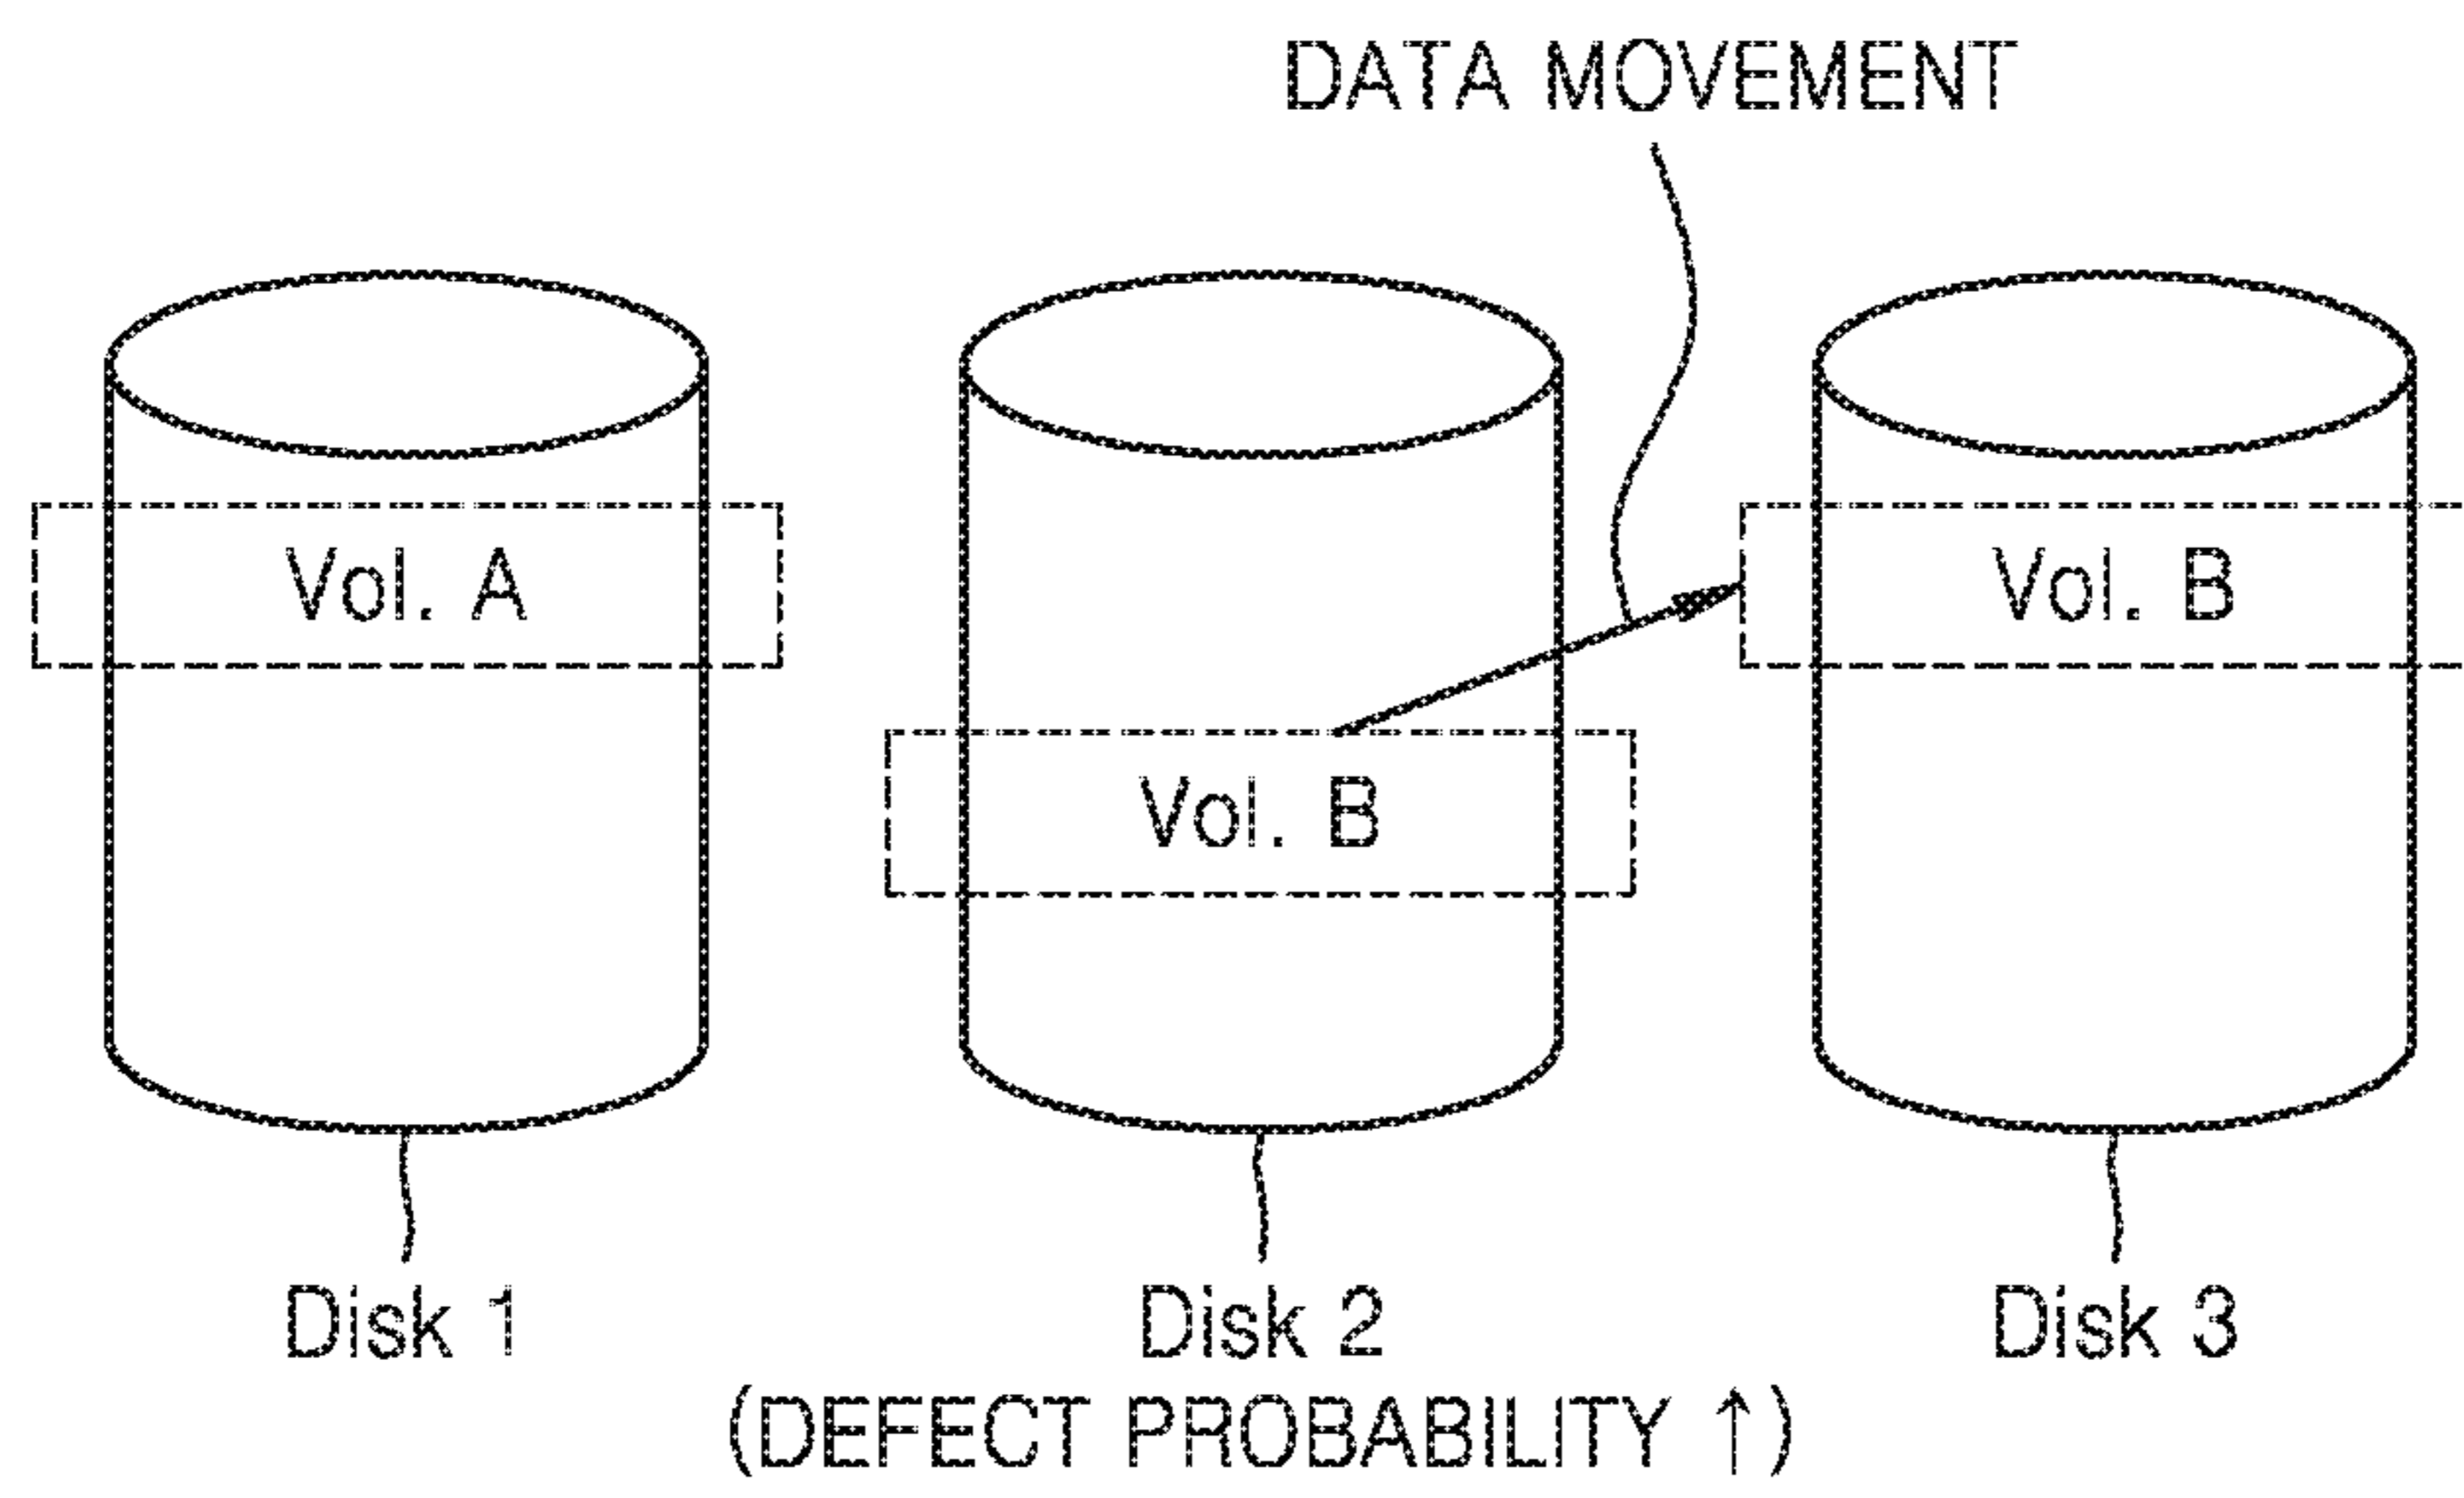 DATA MOVEMENT
Vol. A
Vol. B
Vol. B
Disk 1
Disk 2
(DEFECT PROBABILITY ↑)
Disk 3